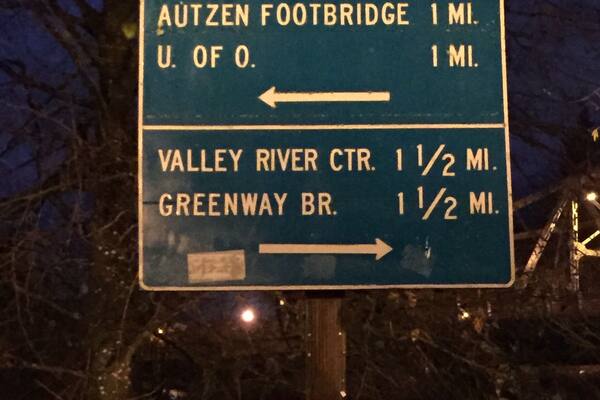 AUTZEN FOOTBRIDGE 1 MI.
U. OF O. 1 MI.
VALLEY RIVER CTR. 1 1/2 MI.
GREENWAY BR. 1 1/2 MI.